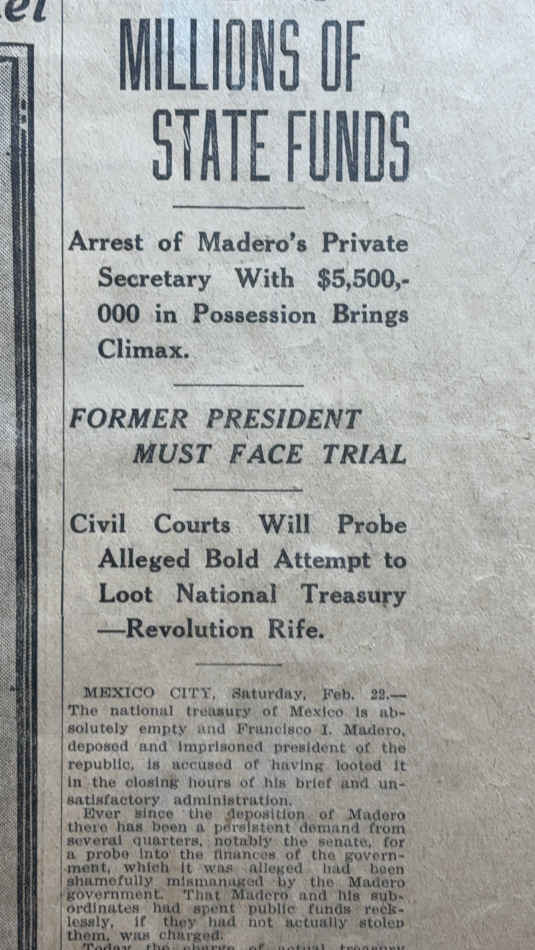 MILLIONS OF
STATE FUNDS
Arrest of Madero's Private
Secretary With $5,500,-
000 in Possession Brings
Climax.
FORMER PRESIDENT
MUST FACE TRIAL
Civil Courts Will Probe
Alleged Bold Attempt to
Loot National Treasury
—Revolution Rife.
MEXICO CITY, Saturday, Feb. 22.—
The national treasury of Mexico is ab-
solutely empty and Francisco I. Madero,
deposed and imprisoned president of the
republic, is accused of having looted it
in the closing hours of his brief and un-
satisfactory administration.
Ever since the deposition of Madero
there has been a persistent demand from
several quarters, notably the senate, for
a probe into the finances of the govern-
ment, which it was alleged had been
shamefully mismanaged by the Madero
government. That Madero and his sub-
ordinates had spent public funds reck-
lessly, if they had not actually stolen
them, was charged.
Today the charge of actual treasury